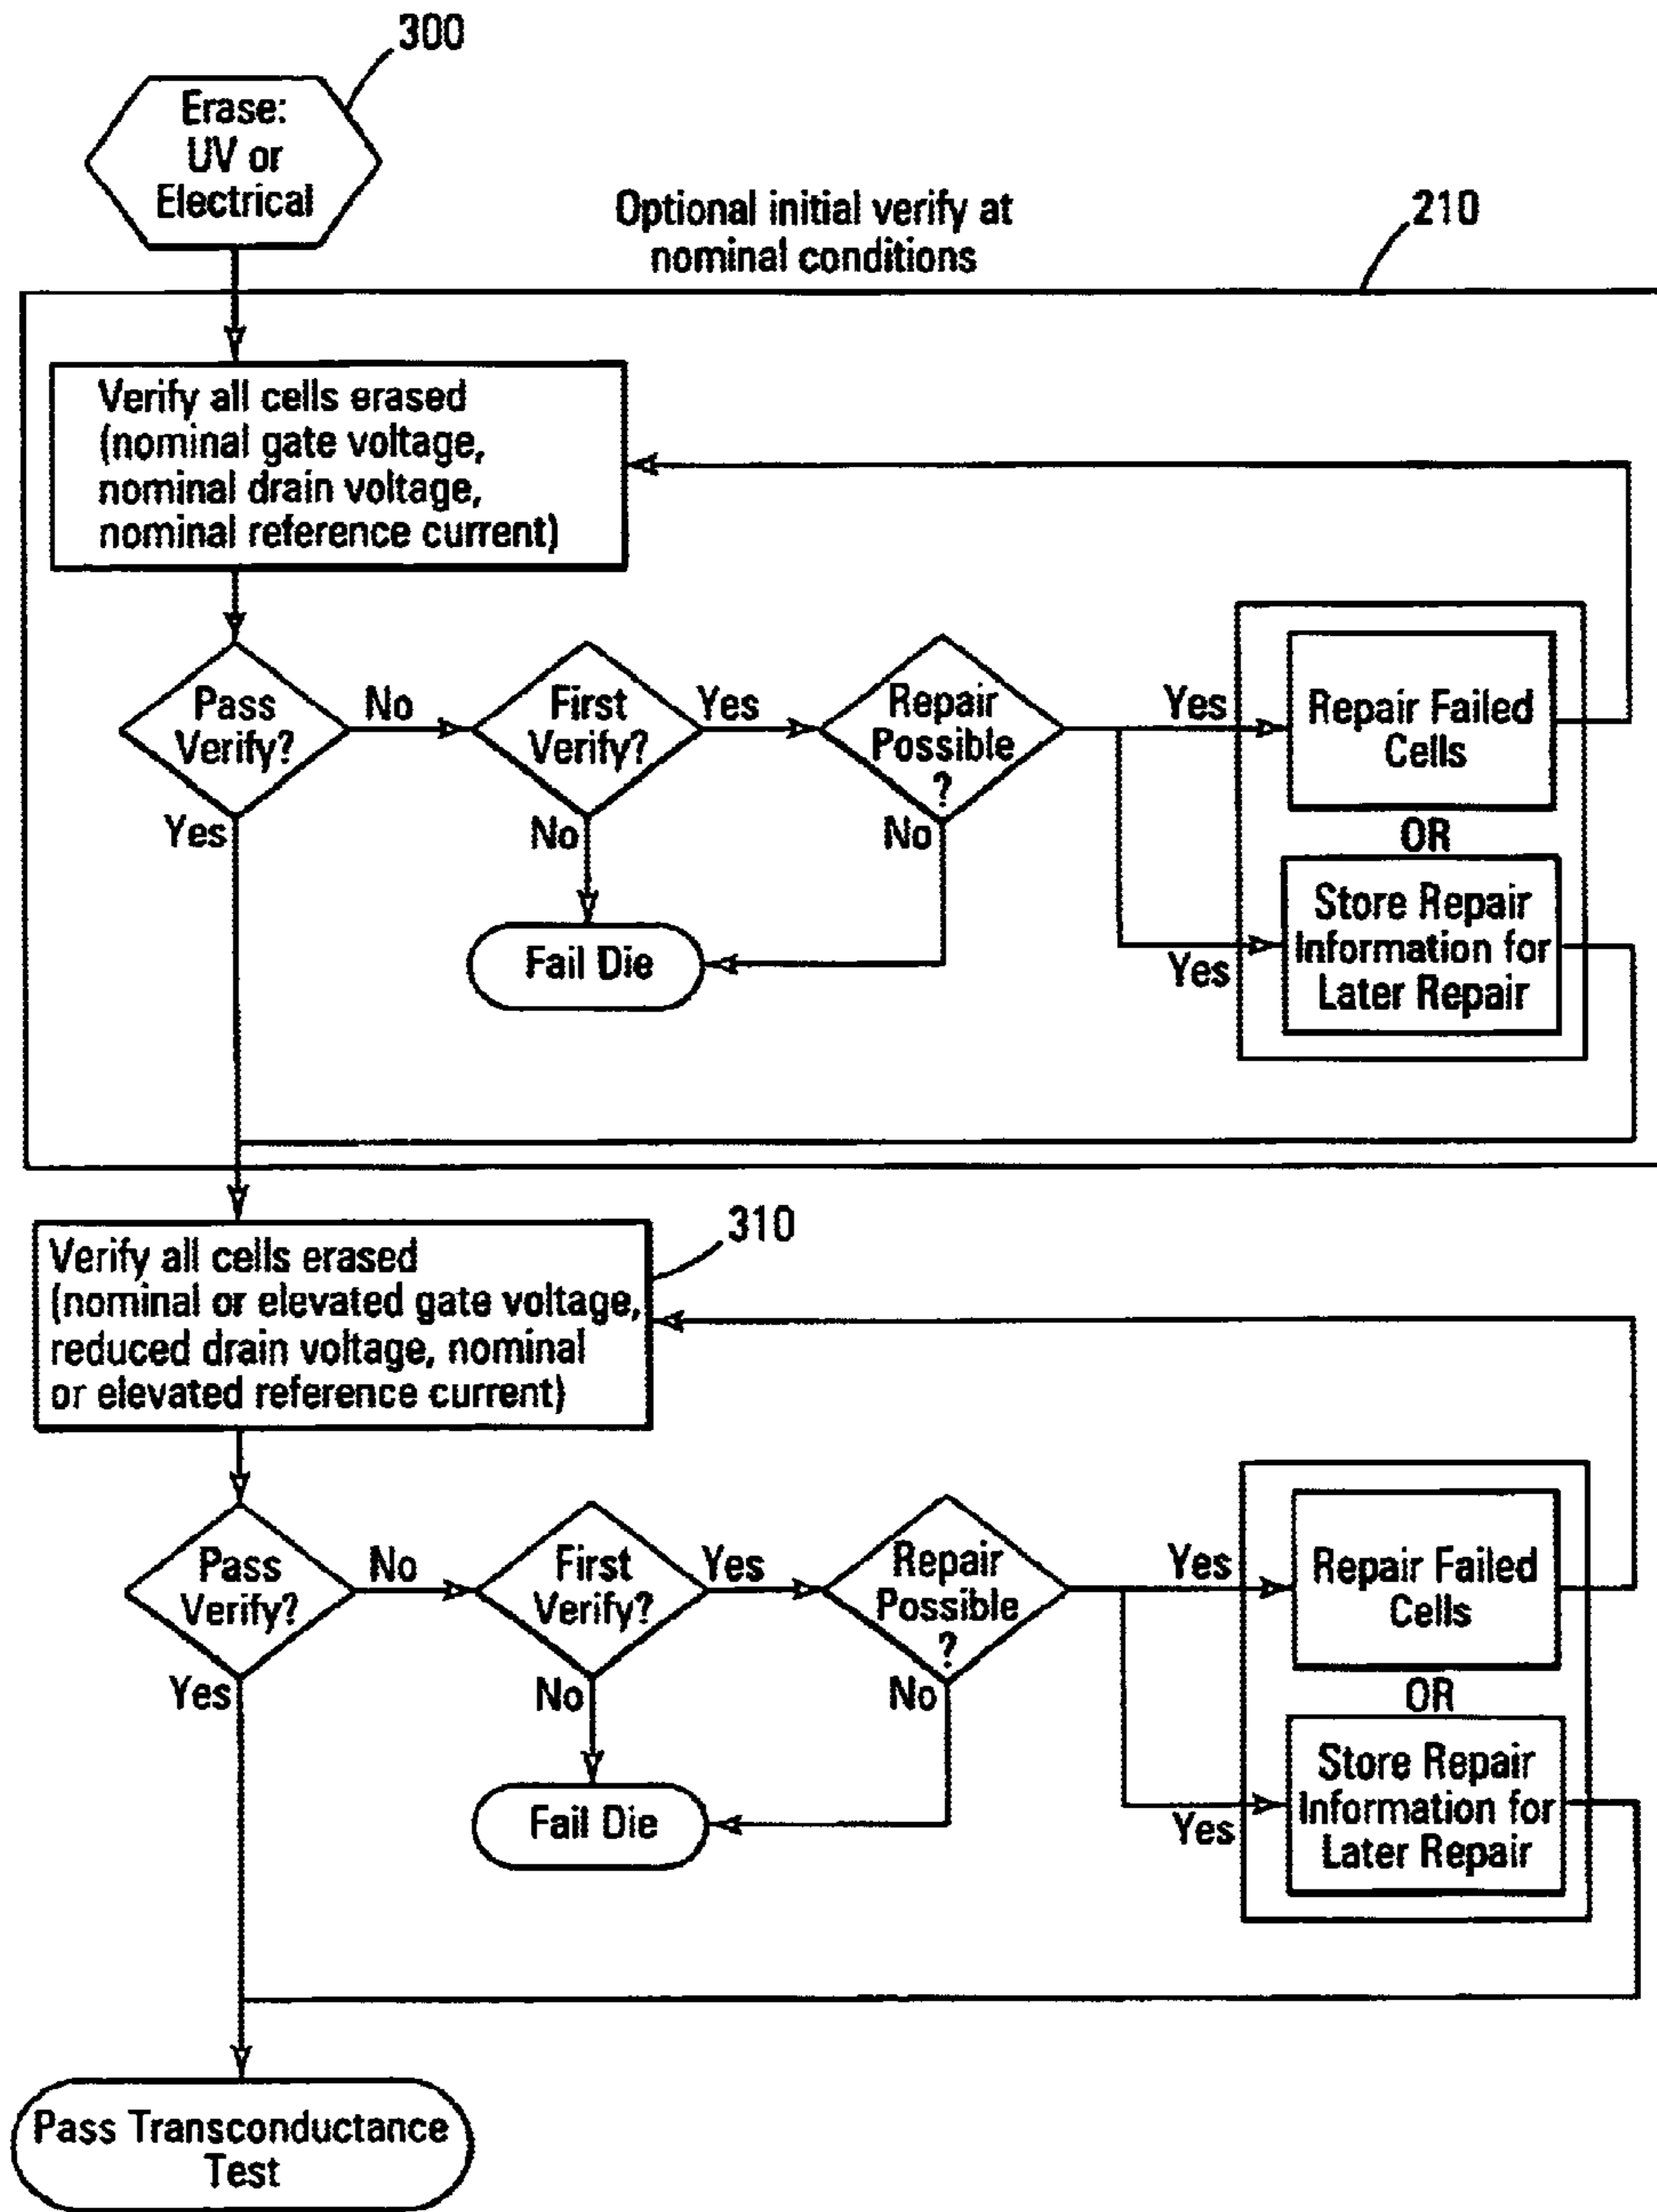 300
Erase:
UV or
Electrical
Optional initial verify at
nominal conditions
210
Verify all cells erased
(nominal gate voltage,
nominal drain voltage,
nominal reference current)
Pass
Verify?
No
First
Verify?
Yes
Repair
Possible
?
Yes
Repair Failed
Cells
OR
Yes
No
No
Store Repair
Information for
Later Repair
Yes
Fail Die
310
Verify all cells erased
(nominal or elevated gate voltage,
reduced drain voltage, nominal
or elevated reference current)
Pass
Verify?
No
First
Verify?
Yes
Repair
Possible
?
Yes
Repair Failed
Cells
OR
Yes
No
No
Store Repair
Information for
Later Repair
Yes
Fail Die
Pass Transconductance
Test